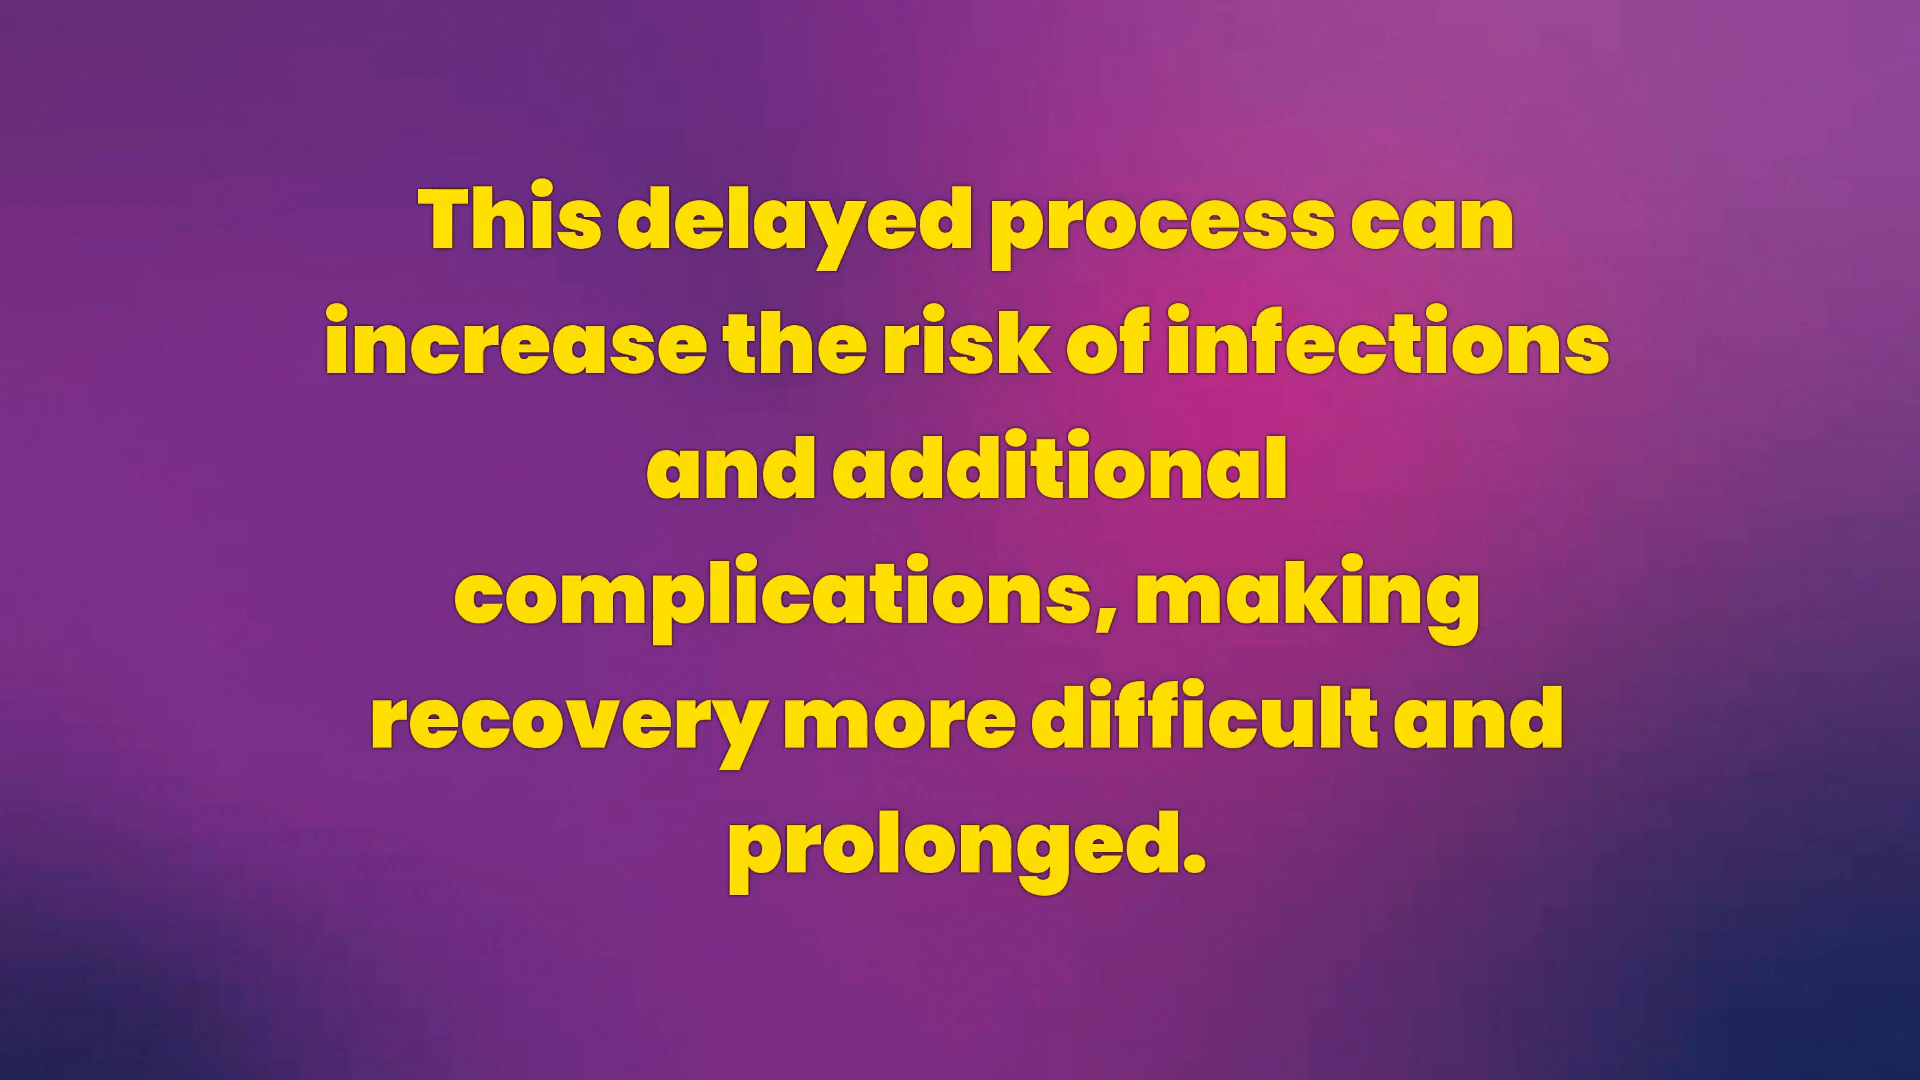 This delayed process can
increase the risk of infections
and additional
complications, making
recovery more difficult and
prolonged.